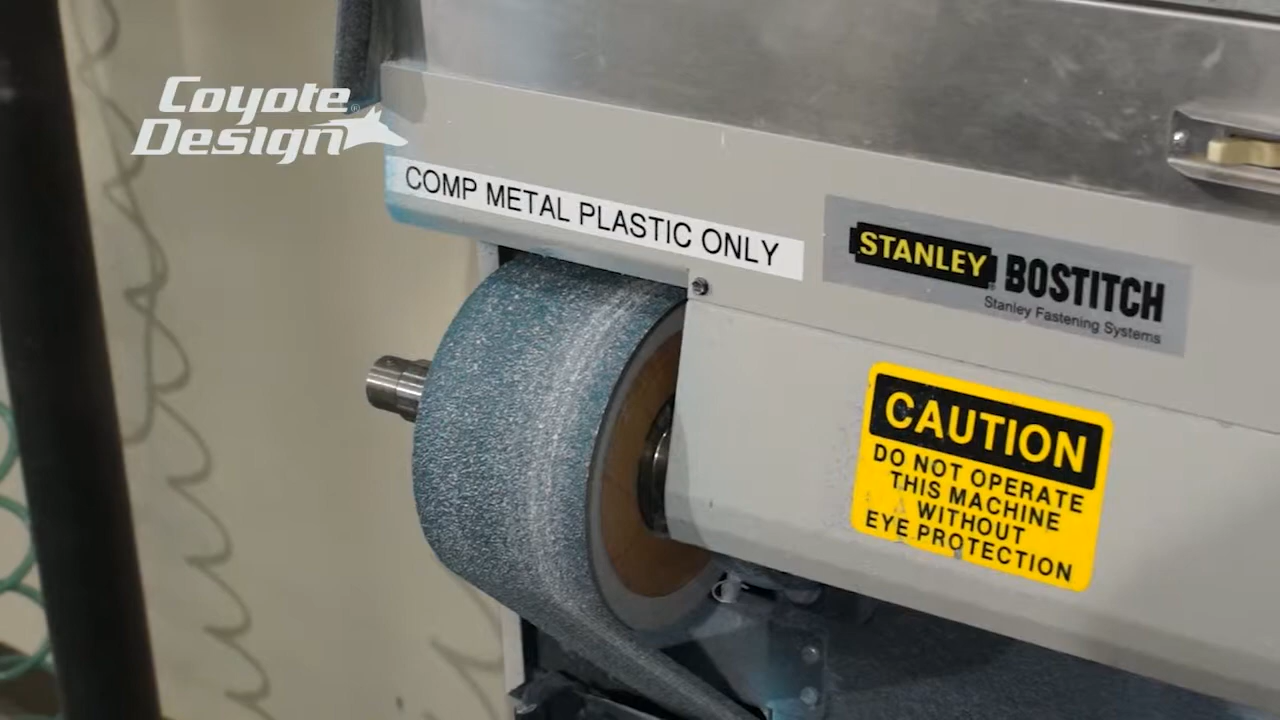 Coyote
Design
®
COMP METAL PLASTIC ONLY
STANLEY
®
BOSTITCH
Stanley Fastening Systems
CAUTION
DO NOT OPERATE
THIS MACHINE
WITHOUT
EYE PROTECTION